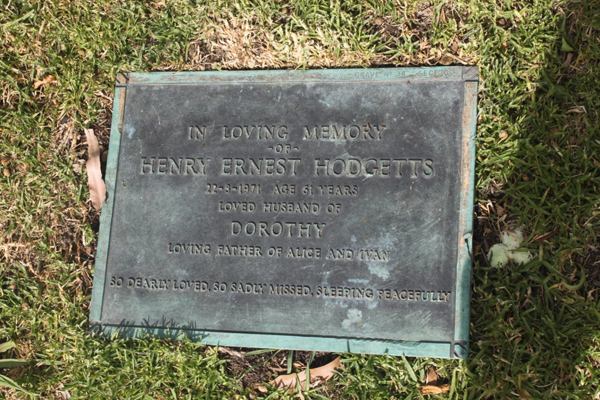 IN LOVING MEMORY
-OF-
HENRY ERNEST HODGETTS
22-8-1971 AGE 61 YEARS
LOVED HUSBAND OF
DOROTHY
LOVING FATHER OF ALICE AND IVAN
SO DEARLY LOVED, SO SADLY MISSED, SLEEPING PEACEFULLY